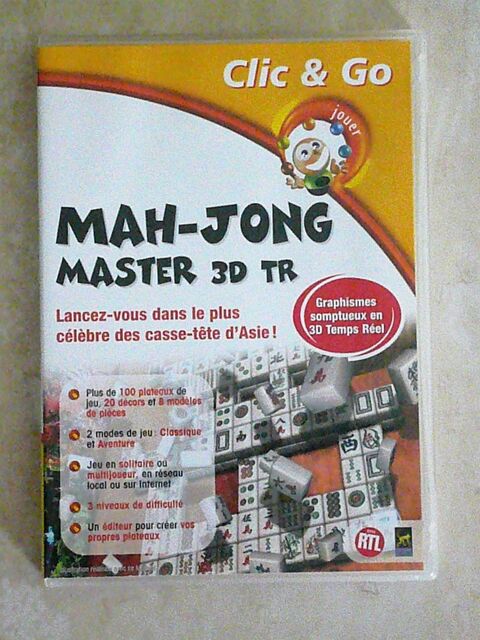 Clic & Go
jouer
MAH-JONG
MASTER 3D TR
Lancez-vous dans le plus
célèbre des casse-tête d'Asie !
Graphismes
somptueux en
3D Temps Réel
Plus de 100 plateaux de
jeu, 20 décors et 8 modèles
de pièces
2 modes de jeu : Classique
et Aventure
Jeu en solitaire ou
multijoueur, en réseau
local ou sur Internet
3 niveaux de difficulté
Un éditeur pour créer vos
propres plateaux
RTL